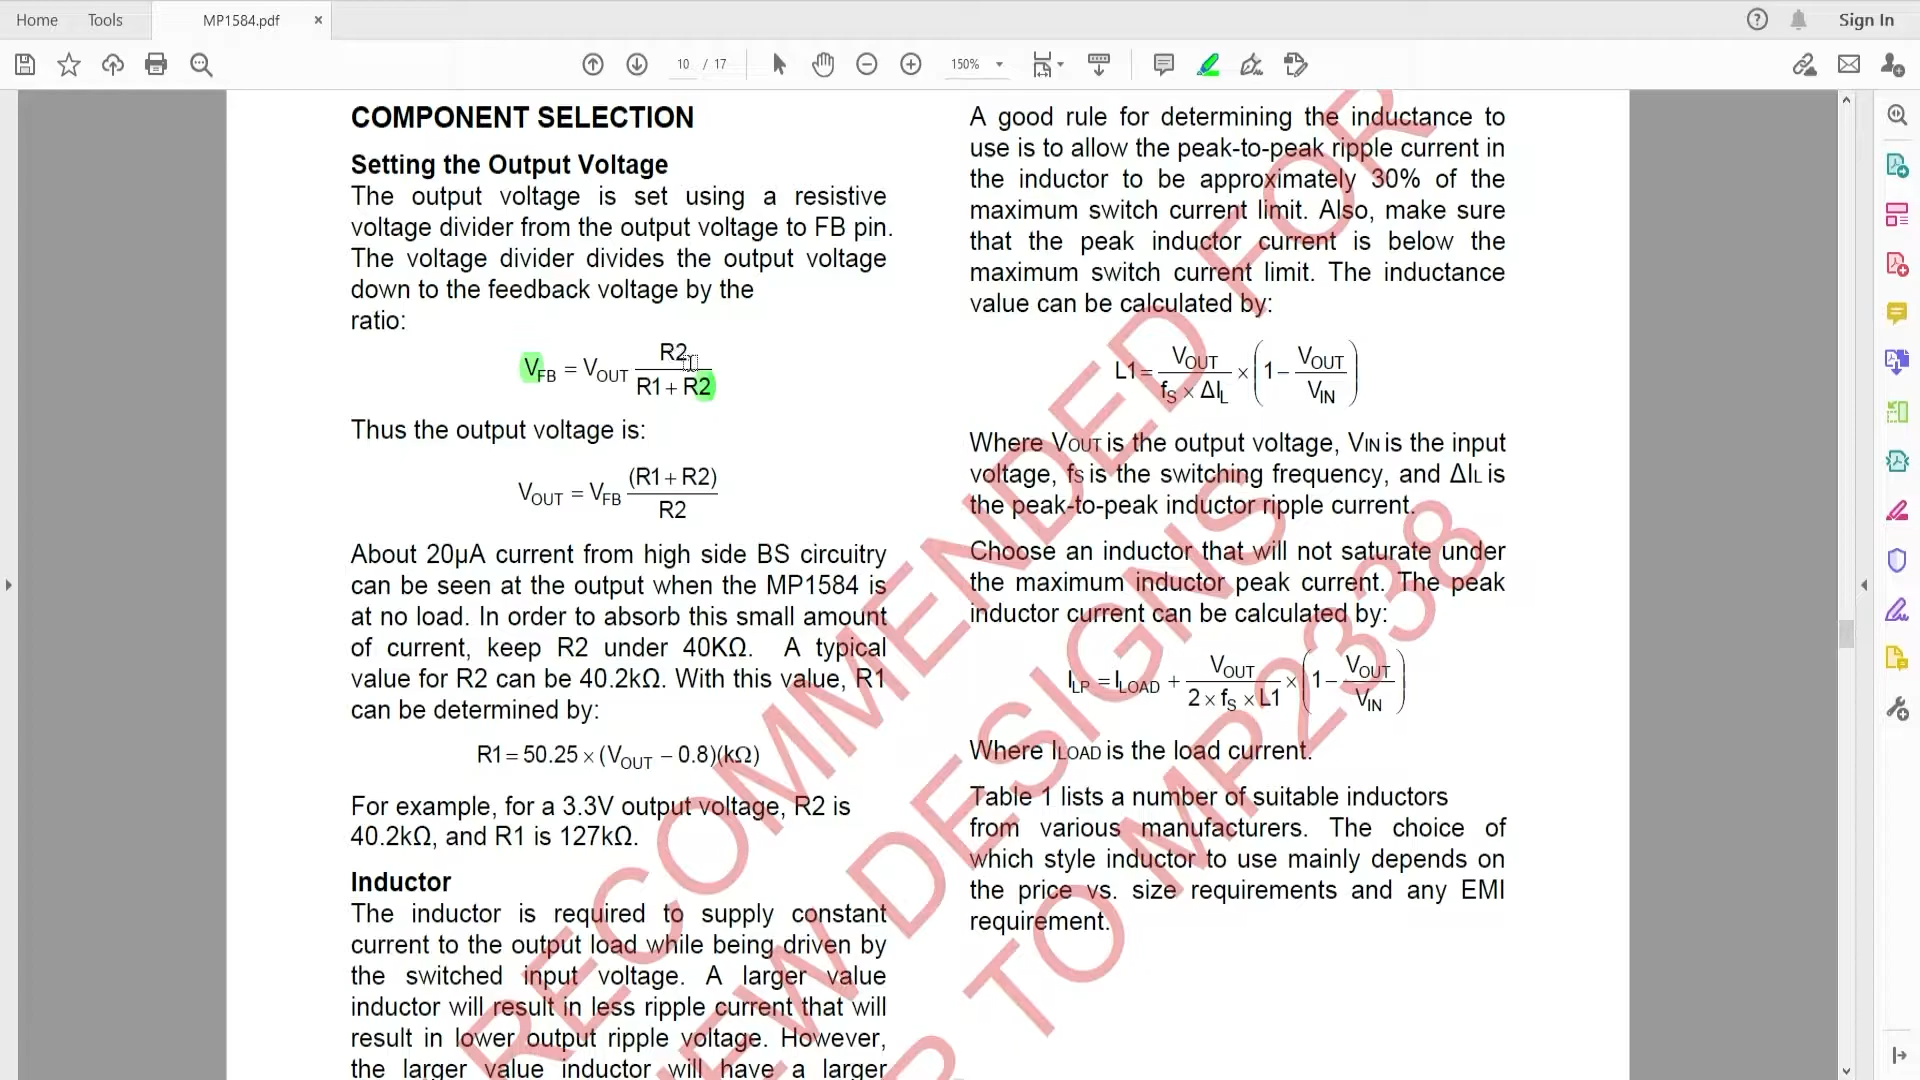 Home Tools MP1584.pdf × Sign In
10 / 17 150%
COMPONENT SELECTION
Setting the Output Voltage
The output voltage is set using a resistive
voltage divider from the output voltage to FB pin.
The voltage divider divides the output voltage
down to the feedback voltage by the
ratio:
VFB = VOUT R2 / (R1 + R2)
Thus the output voltage is:
VOUT = VFB (R1 + R2) / R2
About 20µA current from high side BS circuitry
can be seen at the output when the MP1584 is
at no load. In order to absorb this small amount
of current, keep R2 under 40KΩ. A typical
value for R2 can be 40.2kΩ. With this value, R1
can be determined by:
R1 = 50.25 × (VOUT − 0.8)(kΩ)
For example, for a 3.3V output voltage, R2 is
40.2kΩ, and R1 is 127kΩ.
Inductor
The inductor is required to supply constant
current to the output load while being driven by
the switched input voltage. A larger value
inductor will result in less ripple current that will
result in lower output ripple voltage. However,
the larger value inductor will have a larger
A good rule for determining the inductance to
use is to allow the peak-to-peak ripple current in
the inductor to be approximately 30% of the
maximum switch current limit. Also, make sure
that the peak inductor current is below the
maximum switch current limit. The inductance
value can be calculated by:
L1 = VOUT / (fS × ΔIL) × (1 − VOUT / VIN)
Where VOUT is the output voltage, VIN is the input
voltage, fS is the switching frequency, and ΔIL is
the peak-to-peak inductor ripple current.
Choose an inductor that will not saturate under
the maximum inductor peak current. The peak
inductor current can be calculated by:
ILP = ILOAD + VOUT / (2 × fS × L1) × (1 − VOUT / VIN)
Where ILOAD is the load current.
Table 1 lists a number of suitable inductors
from various manufacturers. The choice of
which style inductor to use mainly depends on
the price vs. size requirements and any EMI
requirement.
RECOMMENDED FOR
EW DESIGNS
R TO MP2338